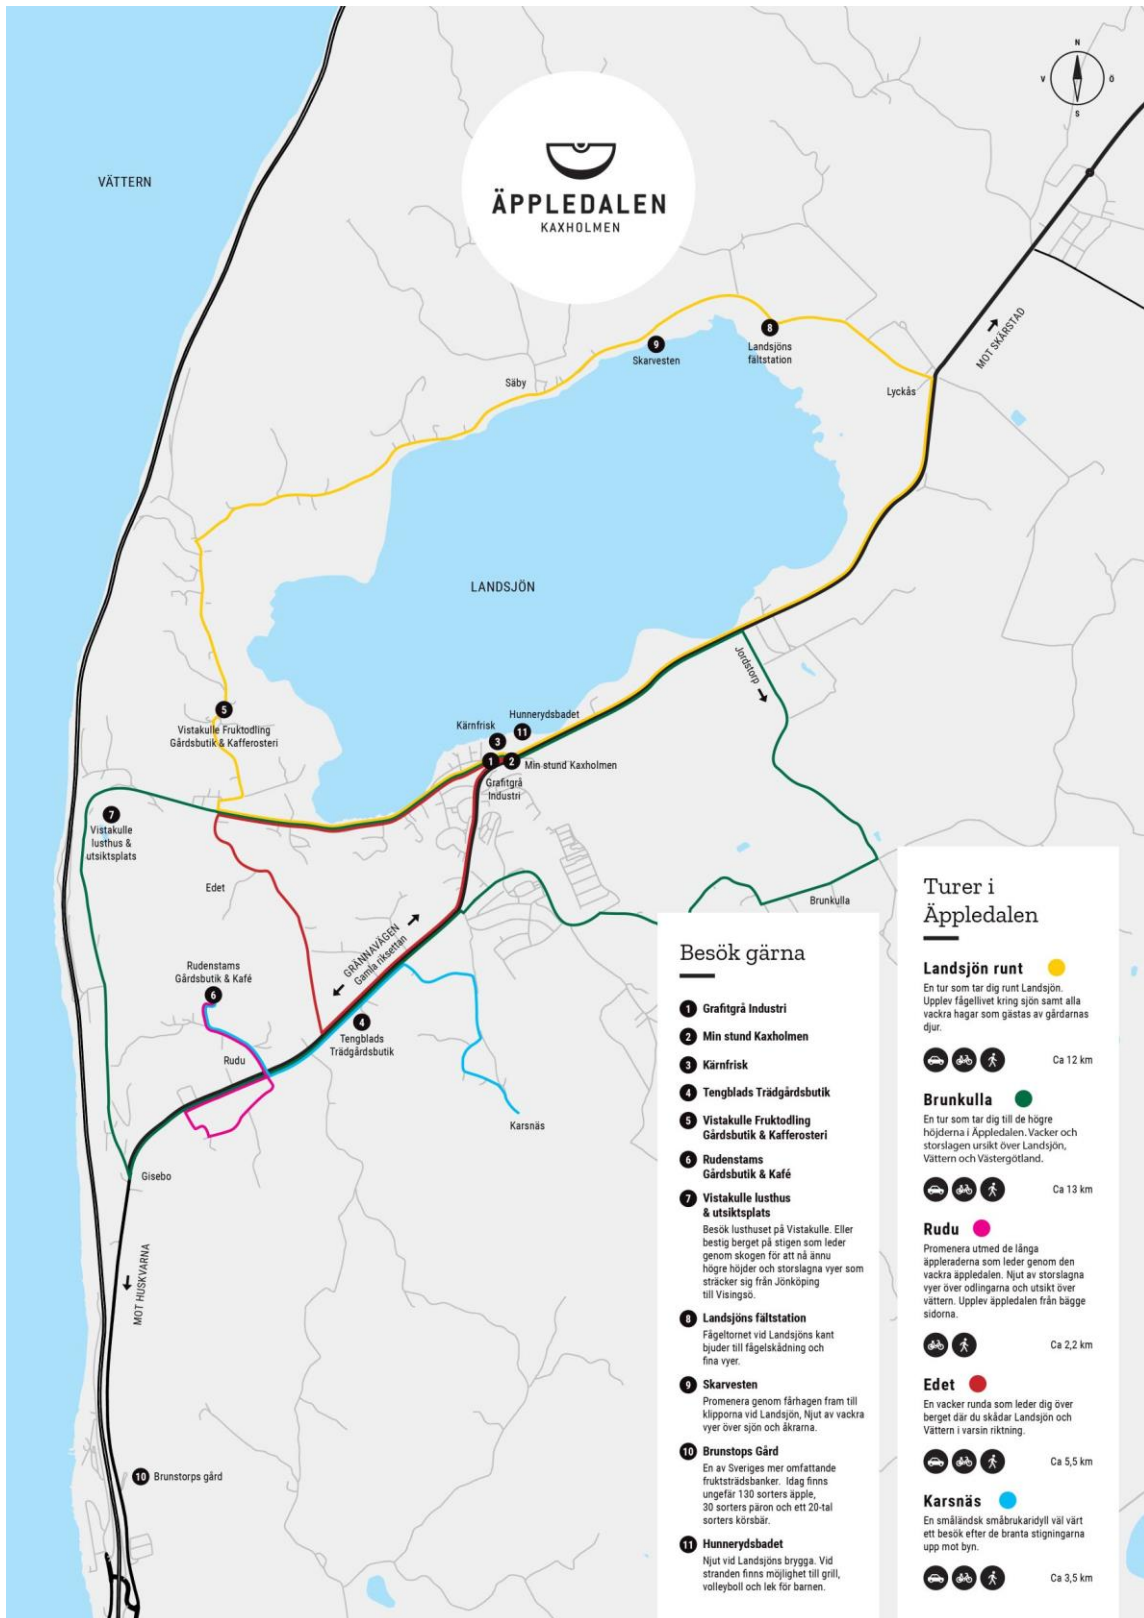 N
V
Ö
S
VÄTTERN
ÄPPLEDALEN
KAXHOLMEN
MOT SKÄRSTAD
8
Landsjöns
fältstation
9
Skarvesten
Säby
Lyckås
LANDSJÖN
Jordstorp
5
Vistakulle Fruktodling
Gårdsbutik & Kafferosteri
Hunnerydsbadet
Kärnfrisk
11
3
1
2
Min stund Kaxholmen
Grafitgrå
Industri
7
Vistakulle
lusthus &
utsiktsplats
Edet
Brunkulla
GRÄNNAVÄGEN
Gamla riksettan
Rudenstams
Gårdsbutik & Kafé
6
4
Tengblads
Trädgårdsbutik
Rudu
Karsnäs
Gisebo
MOT HUSKVARNA
10 Brunstorps gård
Besök gärna
1 Grafitgrå Industri
2 Min stund Kaxholmen
3 Kärnfrisk
4 Tengblads Trädgårdsbutik
5 Vistakulle Fruktodling
Gårdsbutik & Kafferosteri
6 Rudenstams
Gårdsbutik & Kafé
7 Vistakulle lusthus
& utsiktsplats
Besök lusthuset på Vistakulle. Eller
bestig berget på stigen som leder
genom skogen för att nå ännu
högre höjder och storslagna vyer som
sträcker sig från Jönköping
till Visingsö.
8 Landsjöns fältstation
Fågeltornet vid Landsjöns kant
bjuder till fågelskådning och
fina vyer.
9 Skarvesten
Promenera genom fårhagen fram till
klipporna vid Landsjön, Njut av vackra
vyer över sjön och åkrarna.
10 Brunstops Gård
En av Sveriges mer omfattande
fruktsträdsbanker. Idag finns
ungefär 130 sorters äpple,
30 sorters päron och ett 20-tal
sorters körsbär.
11 Hunnerydsbadet
Njut vid Landsjöns brygga. Vid
stranden finns möjlighet till grill,
volleyboll och lek för barnen.
Turer i
Äppledalen
Landsjön runt
En tur som tar dig runt Landsjön.
Upplev fågellivet kring sjön samt alla
vackra hagar som gästas av gårdarnas
djur.
Ca 12 km
Brunkulla
En tur som tar dig till de högre
höjderna i Äppledalen. Vacker och
storslagen ursikt över Landsjön,
Vättern och Västergötland.
Ca 13 km
Rudu
Promenera utmed de långa
äppleraderna som leder genom den
vackra äppledalen. Njut av storslagna
vyer över odlingarna och utsikt över
vättern. Upplev äppledalen från bägge
sidorna.
Ca 2,2 km
Edet
En vacker runda som leder dig över
berget där du skådar Landsjön och
Vättern i varsin riktning.
Ca 5,5 km
Karsnäs
En småländsk småbrukaridyll väl värt
ett besök efter de branta stigningarna
upp mot byn.
Ca 3,5 km